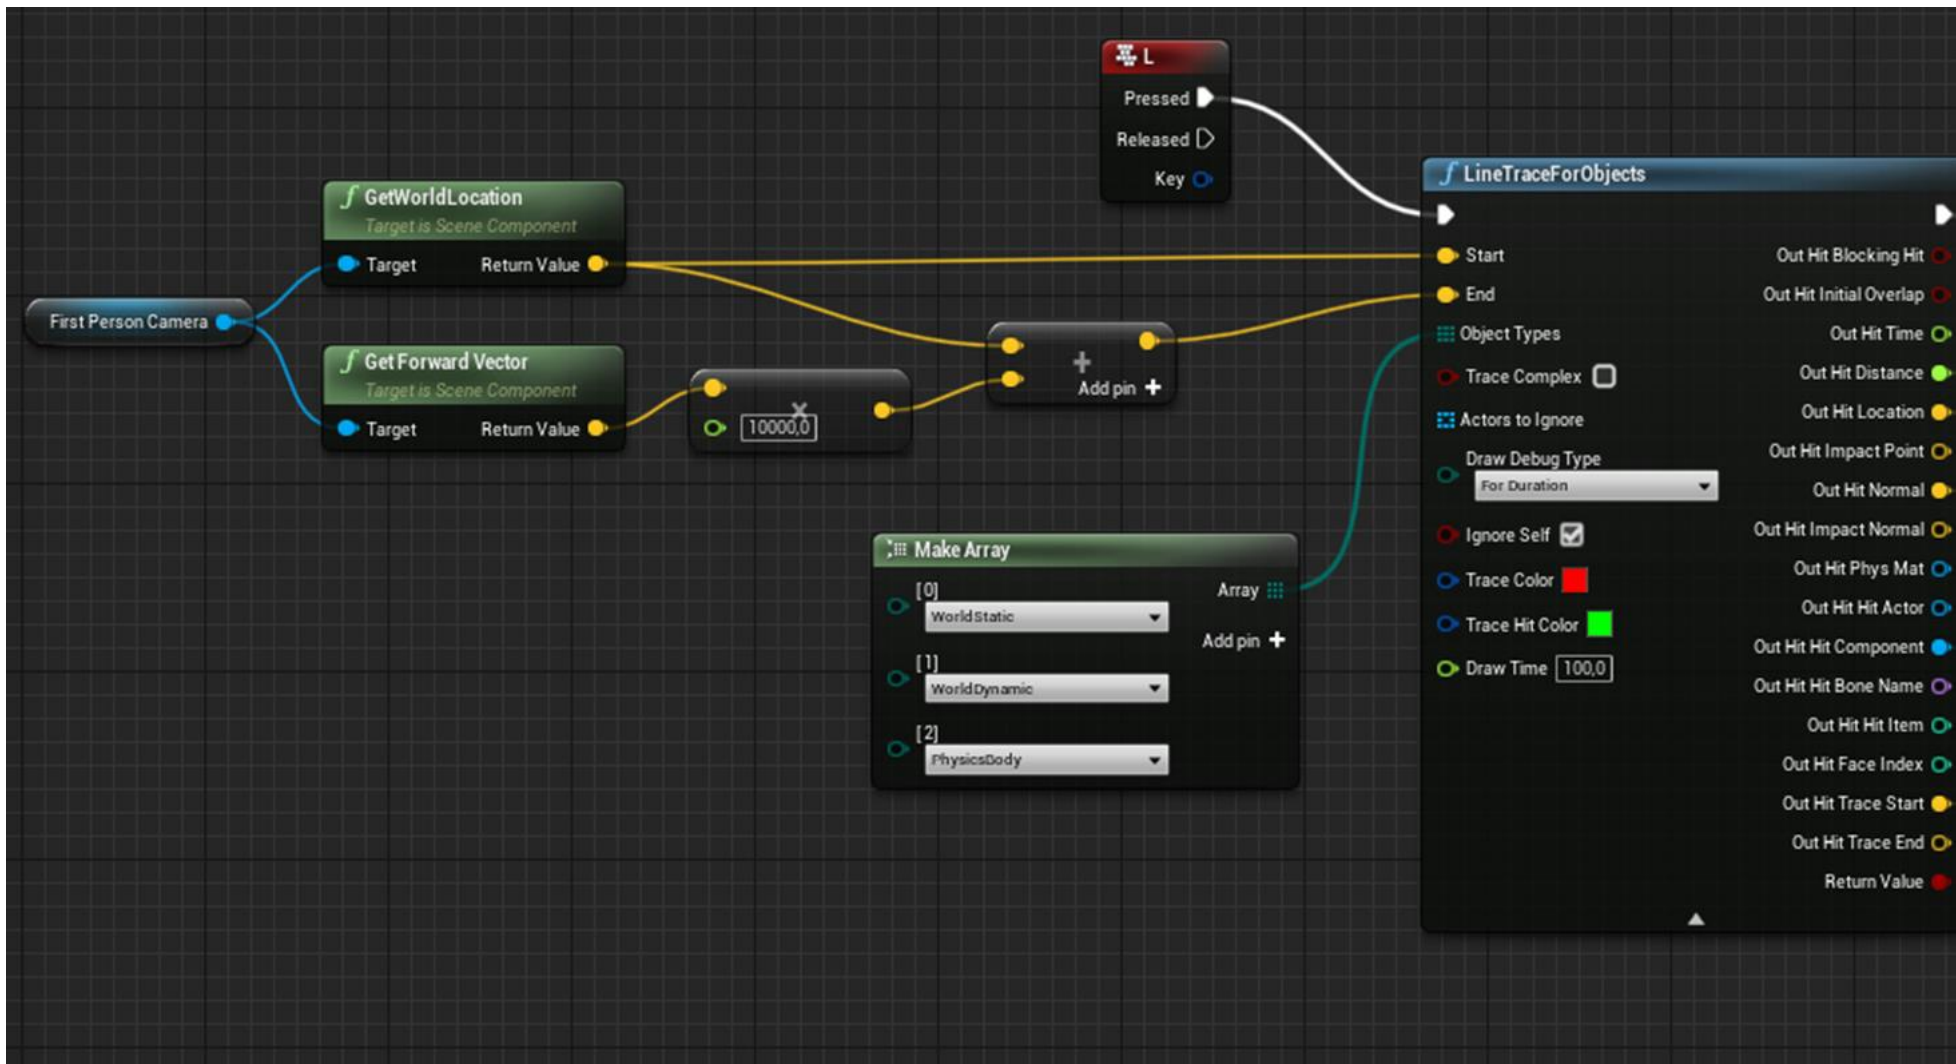 L
Pressed
Released
Key
GetWorldLocation
Target is Scene Component
Target Return Value
First Person Camera
Get Forward Vector
Target is Scene Component
Target Return Value
10000,0
Add pin
Make Array
[0]
WorldStatic
Array
Add pin
[1]
WorldDynamic
[2]
PhysicsBody
LineTraceForObjects
Start
End
Object Types
Trace Complex
Actors to Ignore
Draw Debug Type
For Duration
Ignore Self
Trace Color
Trace Hit Color
Draw Time 100,0
Out Hit Blocking Hit
Out Hit Initial Overlap
Out Hit Time
Out Hit Distance
Out Hit Location
Out Hit Impact Point
Out Hit Normal
Out Hit Impact Normal
Out Hit Phys Mat
Out Hit Hit Actor
Out Hit Hit Component
Out Hit Hit Bone Name
Out Hit Hit Item
Out Hit Face Index
Out Hit Trace Start
Out Hit Trace End
Return Value